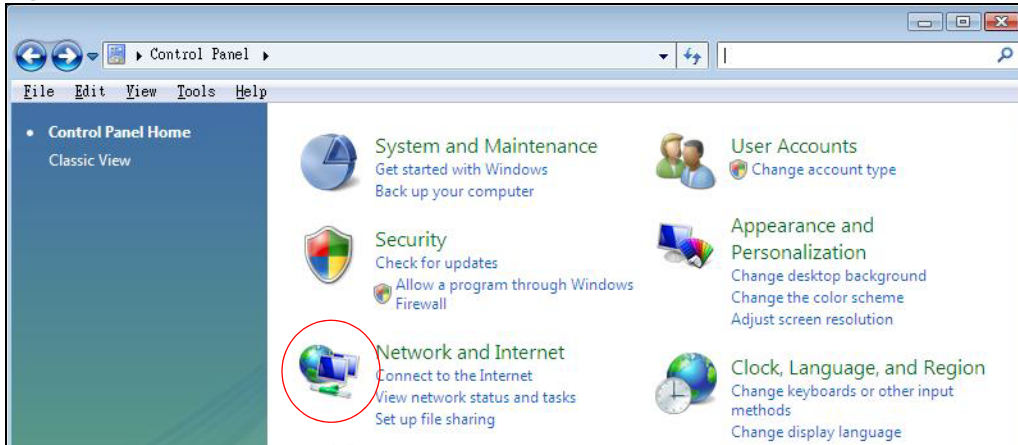 Control Panel
File Edit View Tools Help
Control Panel Home
Classic View
System and Maintenance
Get started with Windows
Back up your computer
Security
Check for updates
Allow a program through Windows
Firewall
Network and Internet
Connect to the Internet
View network status and tasks
Set up file sharing
User Accounts
Change account type
Appearance and
Personalization
Change desktop background
Change the color scheme
Adjust screen resolution
Clock, Language, and Region
Change keyboards or other input
methods
Change display language